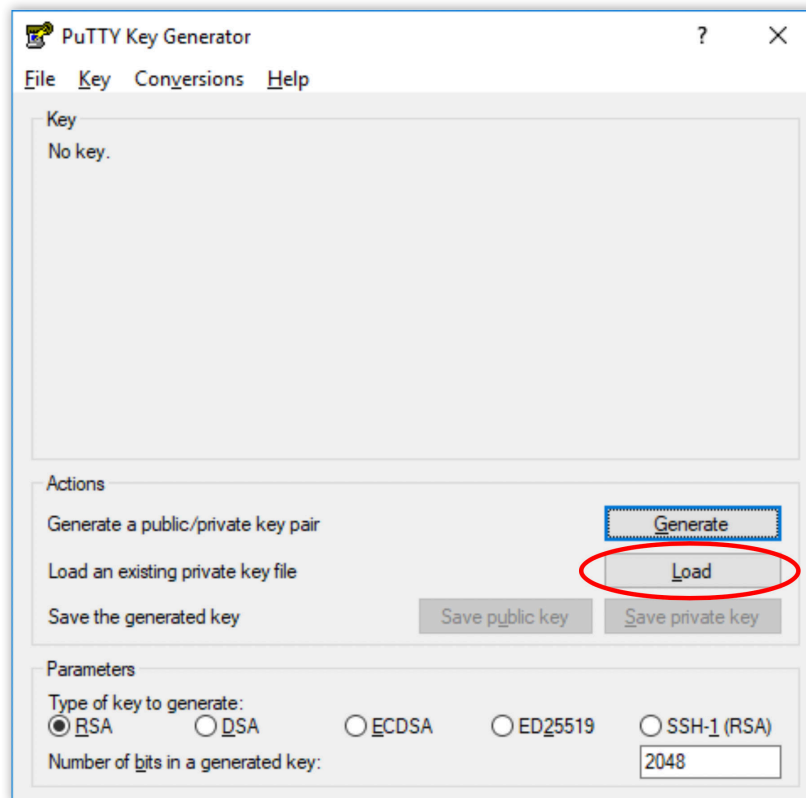 PuTTY Key Generator ?
File Key Conversions Help
Key
No key.
Actions
Generate a public/private key pair Generate
Load an existing private key file Load
Save the generated key Save public key Save private key
Parameters
Type of key to generate:
RSA DSA ECDSA ED25519 SSH-1 (RSA)
Number of bits in a generated key: 2048